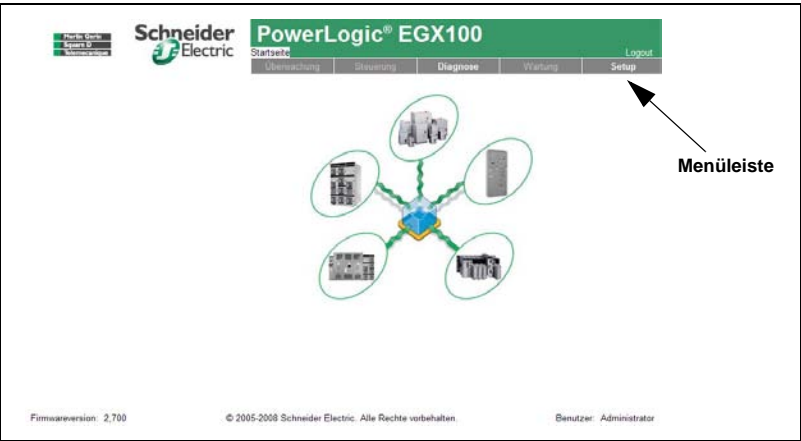 Merlin Gerin
Square D
Telemecanique
Schneider Electric
PowerLogic® EGX100
Startseite
Logout
Überwachung Steuerung Diagnose Wartung Setup
Menüleiste
Firmwareversion: 2,700
© 2005-2008 Schneider Electric. Alle Rechte vorbehalten.
Benutzer: Administrator